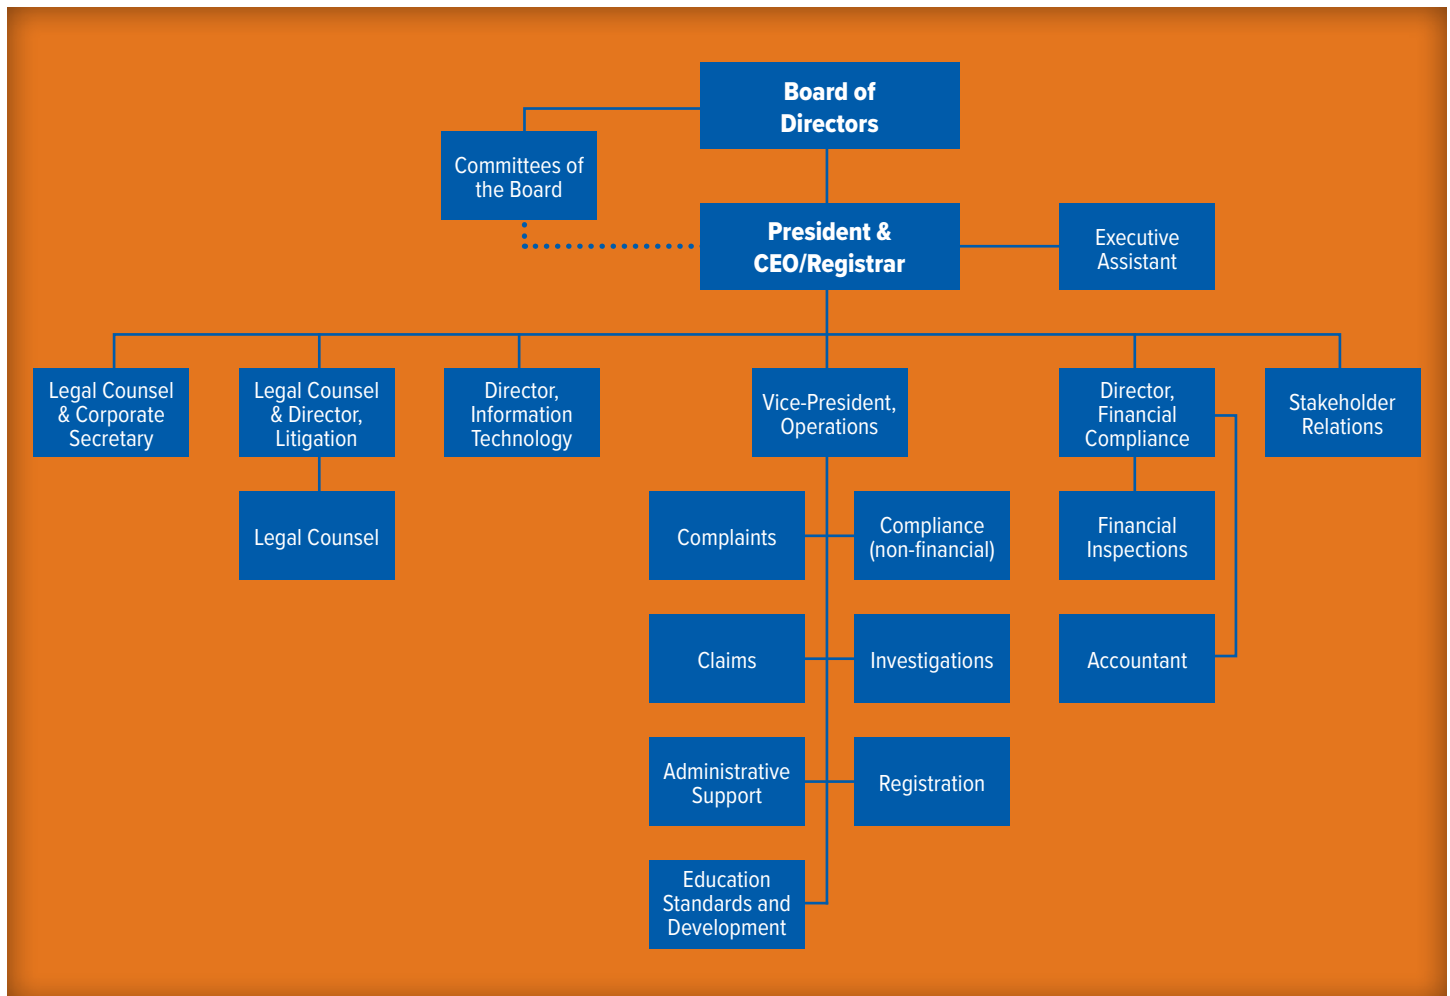 Board of
Directors
Committees of
the Board
President &
CEO/Registrar
Executive
Assistant
Legal Counsel
& Corporate
Secretary
Legal Counsel
& Director,
Litigation
Director,
Information
Technology
Vice-President,
Operations
Director,
Financial
Compliance
Stakeholder
Relations
Legal Counsel
Complaints
Compliance
(non-financial)
Financial
Inspections
Claims
Investigations
Accountant
Administrative
Support
Registration
Education
Standards and
Development